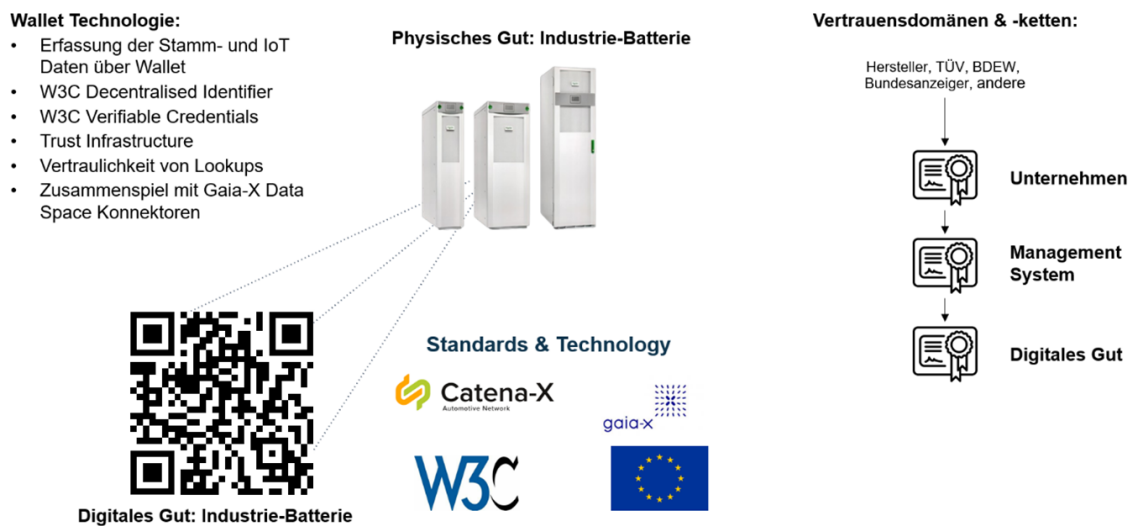 Wallet Technologie:
• Erfassung der Stamm- und IoT
Daten über Wallet
• W3C Decentralised Identifier
• W3C Verifiable Credentials
• Trust Infrastructure
• Vertraulichkeit von Lookups
• Zusammenspiel mit Gaia-X Data
Space Konnektoren
Physisches Gut: Industrie-Batterie
Digitales Gut: Industrie-Batterie
Standards & Technology
Catena-X
Automotive Network
gaia-x
W3C
Vertrauensdomänen & -ketten:
Hersteller, TÜV, BDEW,
Bundesanzeiger, andere
Unternehmen
Management
System
Digitales Gut